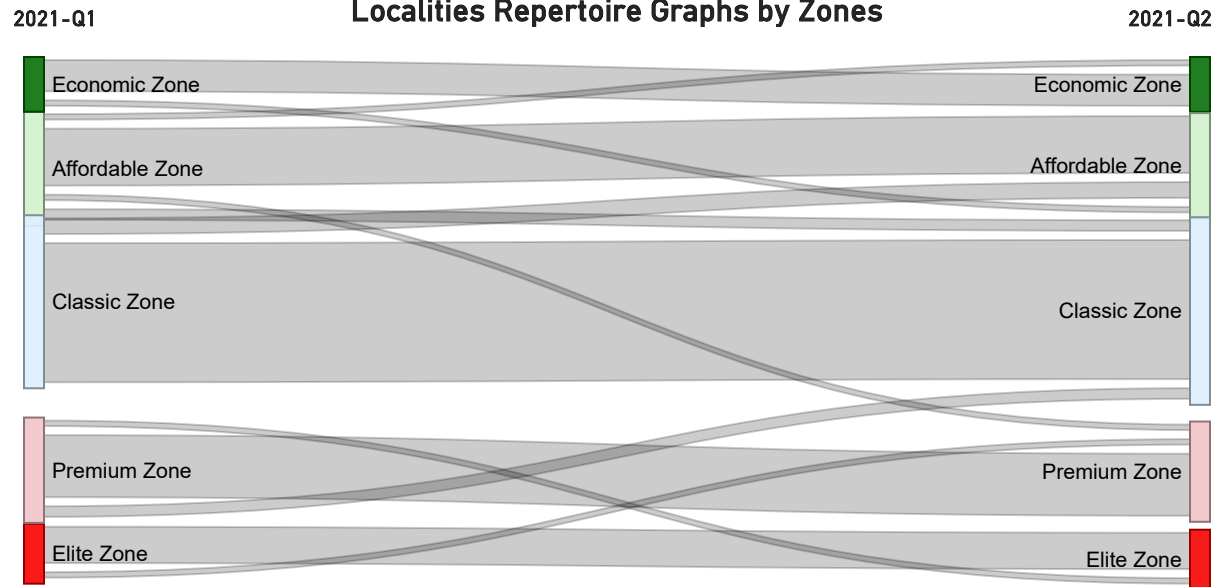 Localities Repertoire Graphs by Zones
2021-Q1
2021-Q2
Economic Zone
Economic Zone
Affordable Zone
Affordable Zone
Classic Zone
Classic Zone
Premium Zone
Premium Zone
Elite Zone
Elite Zone